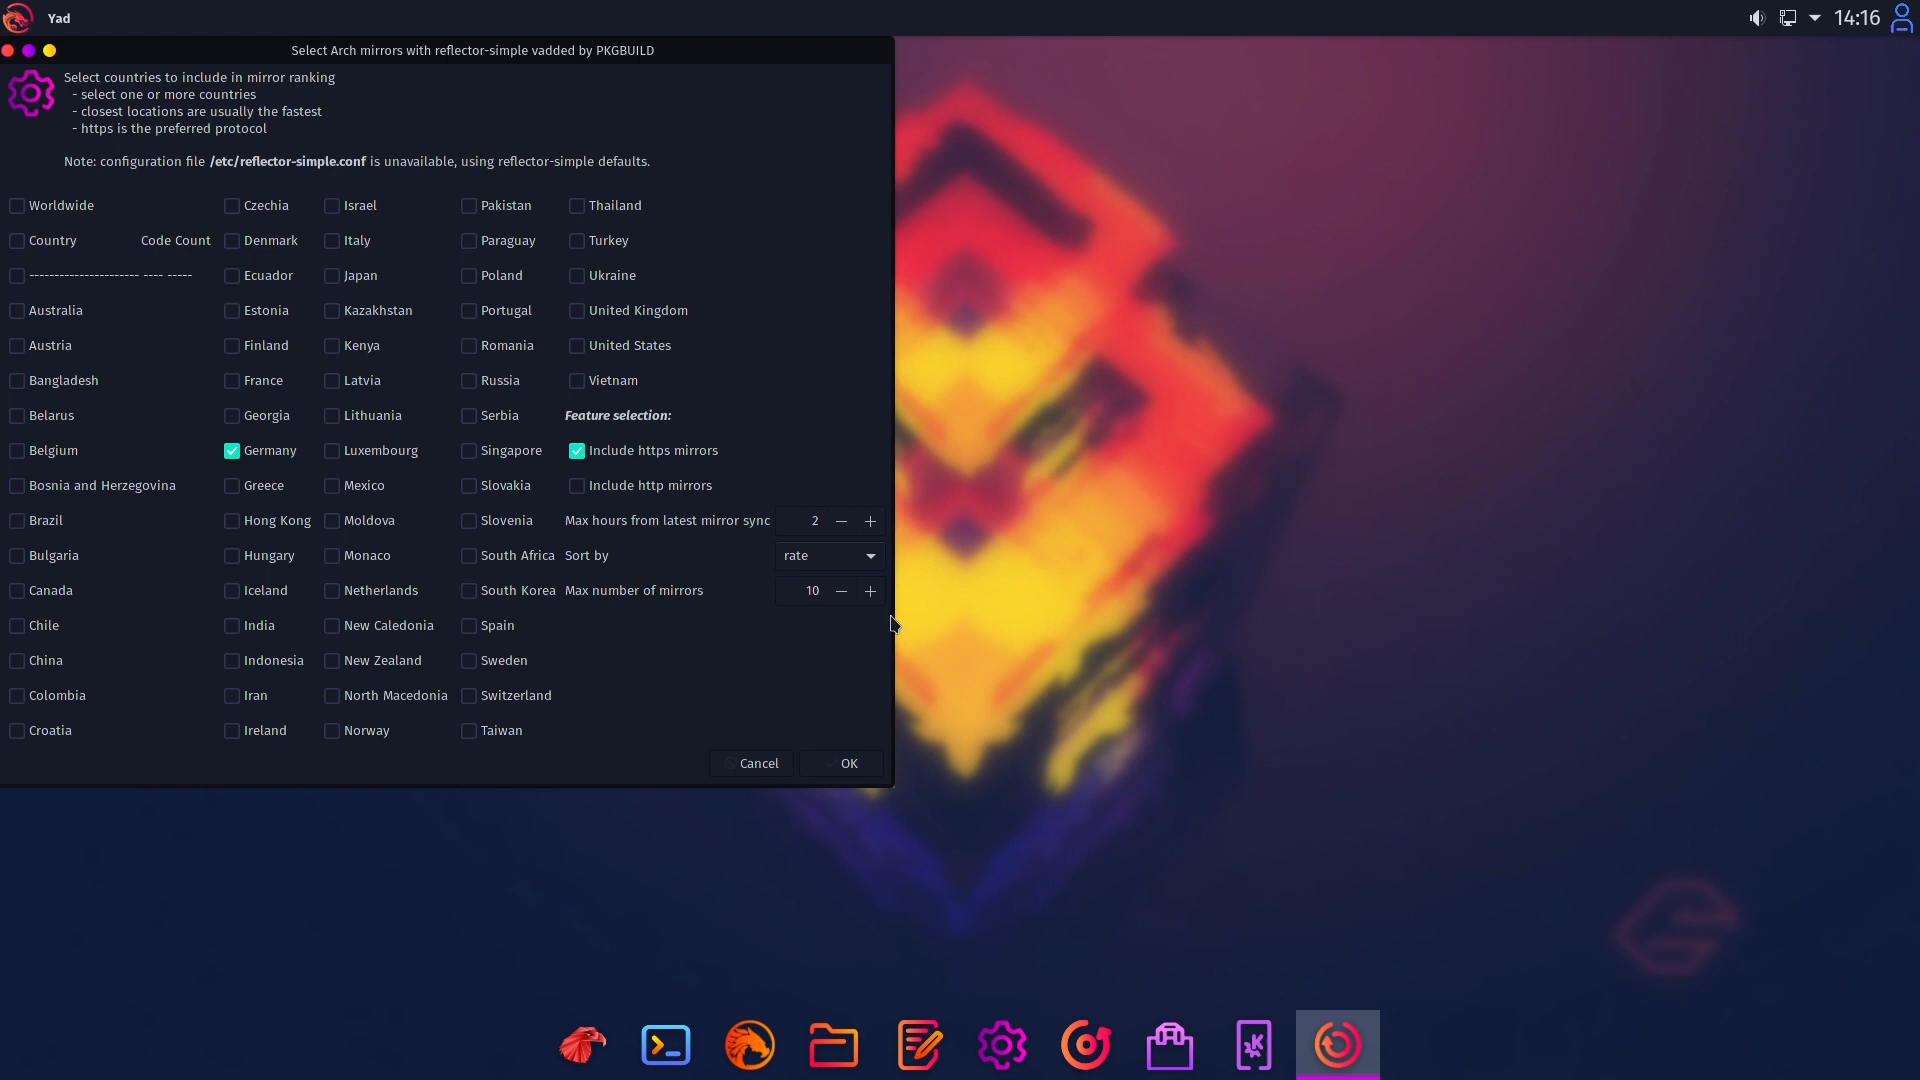 Yad
14:16
Select Arch mirrors with reflector-simple vadded by PKGBUILD
Select countries to include in mirror ranking
- select one or more countries
- closest locations are usually the fastest
- https is the preferred protocol
Note: configuration file /etc/reflector-simple.conf is unavailable, using reflector-simple defaults.
Worldwide Czechia Israel Pakistan Thailand
Country Code Count Denmark Italy Paraguay Turkey
---------------------- ---- ----- Ecuador Japan Poland Ukraine
Australia Estonia Kazakhstan Portugal United Kingdom
Austria Finland Kenya Romania United States
Bangladesh France Latvia Russia Vietnam
Belarus Georgia Lithuania Serbia Feature selection:
Belgium Germany Luxembourg Singapore Include https mirrors
Bosnia and Herzegovina Greece Mexico Slovakia Include http mirrors
Brazil Hong Kong Moldova Slovenia Max hours from latest mirror sync 2 — +
Bulgaria Hungary Monaco South Africa Sort by rate
Canada Iceland Netherlands South Korea Max number of mirrors 10 — +
Chile India New Caledonia Spain
China Indonesia New Zealand Sweden
Colombia Iran North Macedonia Switzerland
Croatia Ireland Norway Taiwan
Cancel OK